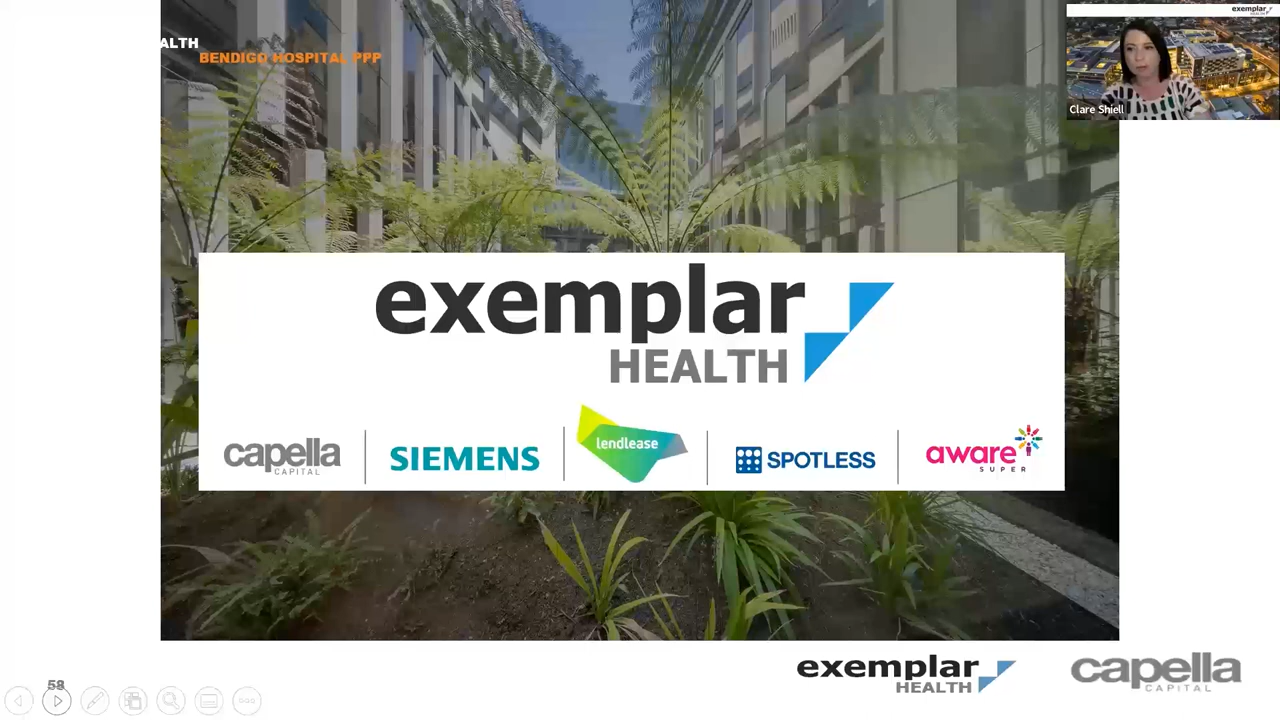 ALTH
BENDIGO HOSPITAL PPP
exemplar
HEALTH
Clare Shiell
exemplar
HEALTH
capella
CAPITAL
SIEMENS
lendlease
SPOTLESS
aware
SUPER
58
exemplar
HEALTH
capella
CAPITAL